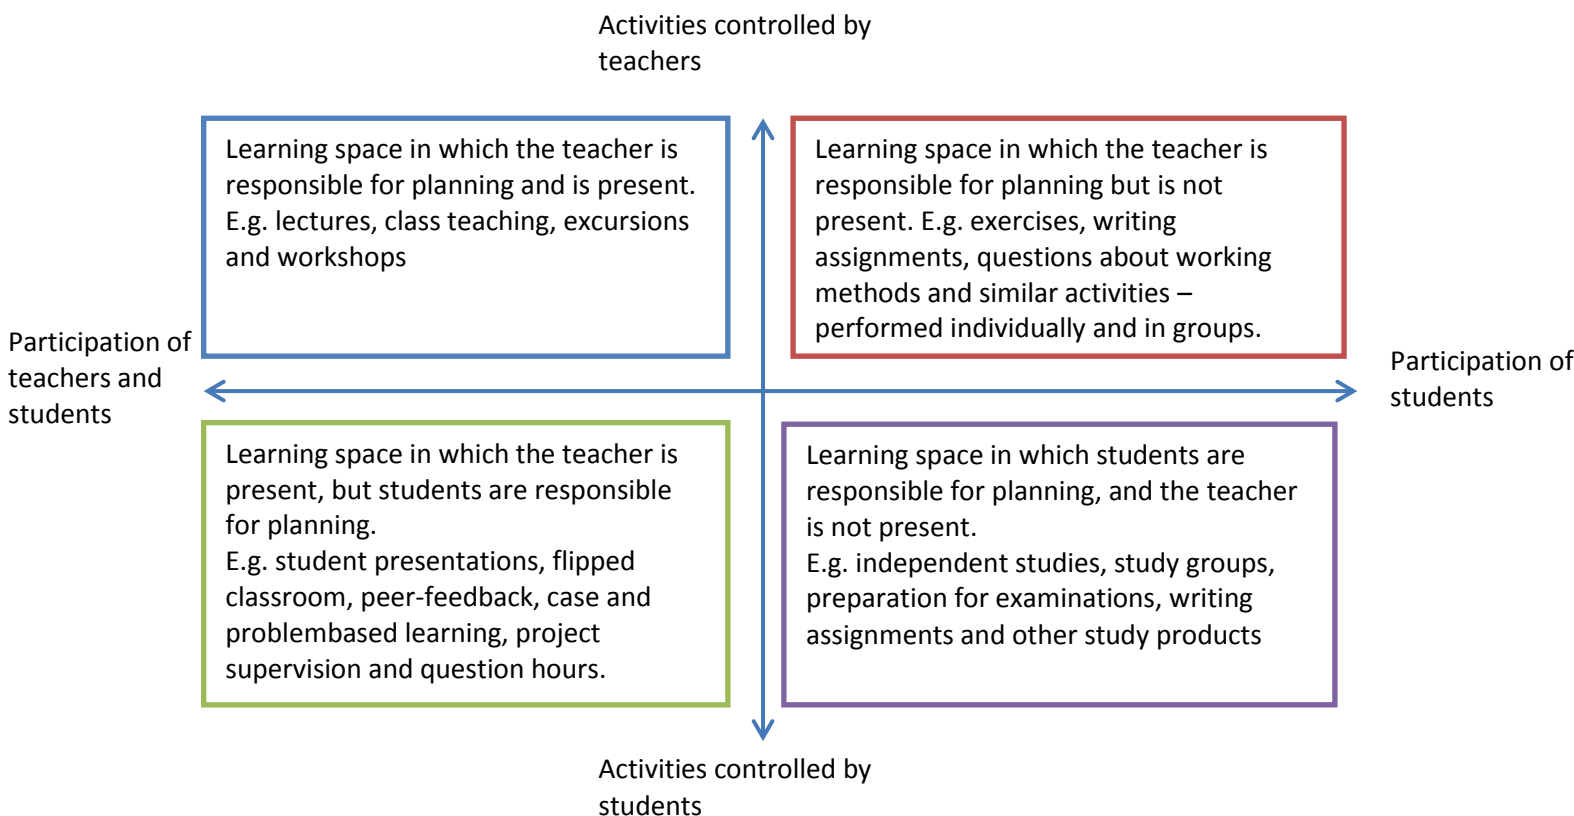 Activities controlled by
teachers
Learning space in which the teacher is
responsible for planning and is present.
E.g. lectures, class teaching, excursions
and workshops
Learning space in which the teacher is
responsible for planning but is not
present. E.g. exercises, writing
assignments, questions about working
methods and similar activities –
performed individually and in groups.
Participation of
teachers and
students
Participation of
students
Learning space in which the teacher is
present, but students are responsible
for planning.
E.g. student presentations, flipped
classroom, peer-feedback, case and
problembased learning, project
supervision and question hours.
Learning space in which students are
responsible for planning, and the teacher
is not present.
E.g. independent studies, study groups,
preparation for examinations, writing
assignments and other study products
Activities controlled by
students